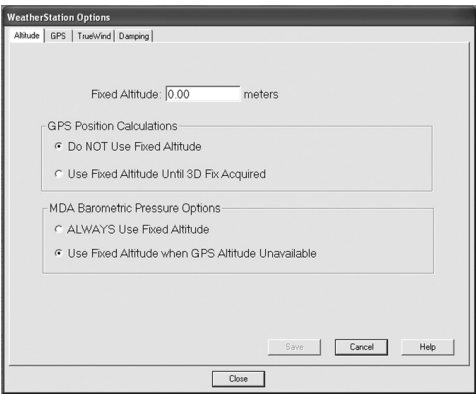 WeatherStation Options
Altitude GPS TrueWind Damping
Fixed Altitude: 0.00 meters
GPS Position Calculations
Do NOT Use Fixed Altitude
Use Fixed Altitude Until 3D Fix Acquired
MDA Barometric Pressure Options
ALWAYS Use Fixed Altitude
Use Fixed Altitude when GPS Altitude Unavailable
Save Cancel Help
Close